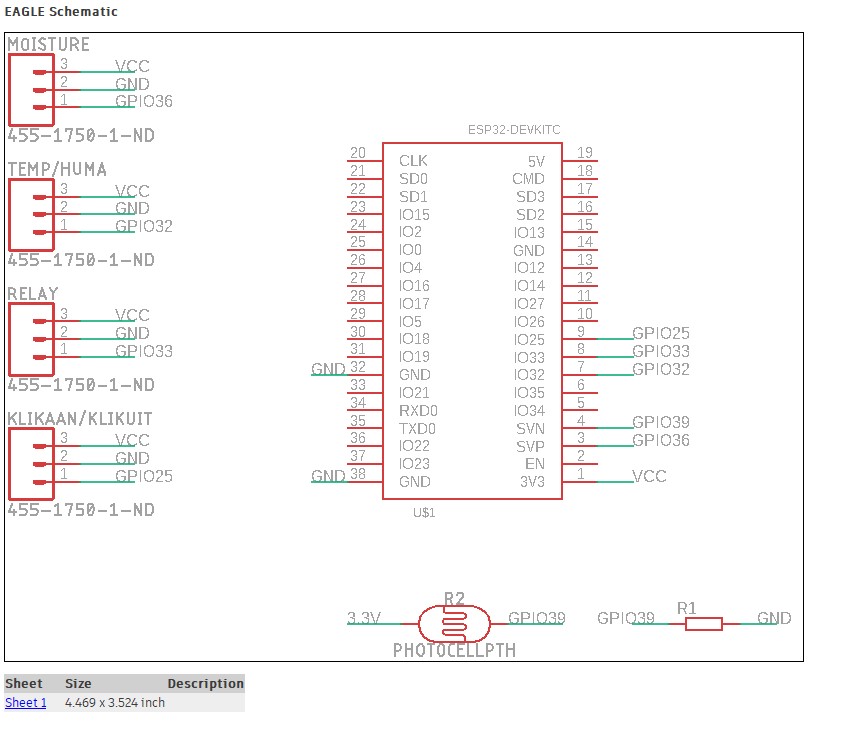 EAGLE Schematic
MOISTURE
3 VCC
2 GND
1 GPIO36
455-1750-1-ND
TEMP/HUMA
3 VCC
2 GND
1 GPIO32
455-1750-1-ND
RELAY
3 VCC
2 GND
1 GPIO33
455-1750-1-ND
KLIKAAN/KLIKUIT
3 VCC
2 GND
1 GPIO25
455-1750-1-ND
ESP32-DEVKITC
20 CLK 5V 19
21 SD0 CMD 18
22 SD1 SD3 17
23 IO15 SD2 16
24 IO2 IO13 15
25 IO0 GND 14
26 IO4 IO12 13
27 IO16 IO14 12
28 IO17 IO27 11
29 IO5 IO26 10
30 IO18 IO25 9 GPIO25
31 IO19 IO33 8 GPIO33
GND 32 GND IO32 7 GPIO32
33 IO21 IO35 6
34 RXD0 IO34 5
35 TXD0 SVN 4 GPIO39
36 IO22 SVP 3 GPIO36
37 IO23 EN 2
GND 38 GND 3V3 1 VCC
U$1
R2
3.3V GPIO39
PHOTOCELLPTH
R1
GPIO39 GND
Sheet Size Description
Sheet 1 4.469 x 3.524 inch